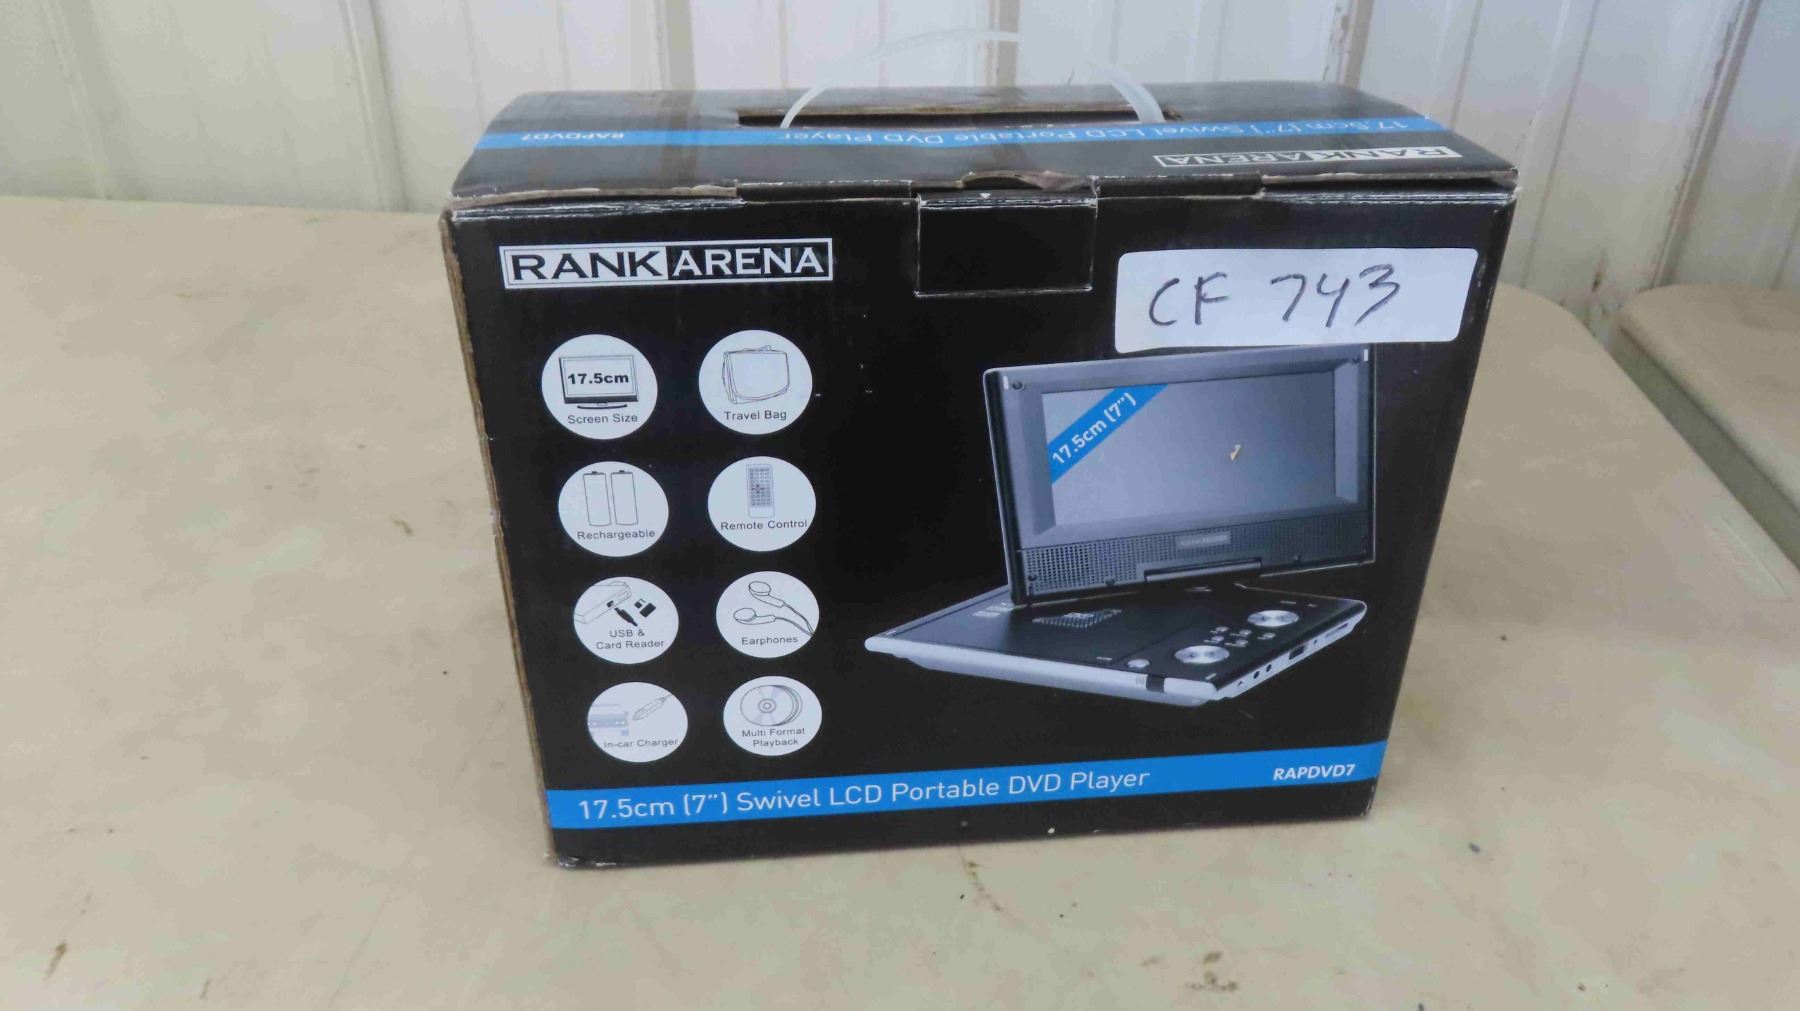 17.5cm (7") Swivel LCD Portable DVD Player RAPDVD7
RANK ARENA
RANK ARENA
CF 743
17.5cm
Screen Size
Travel Bag
Rechargeable
Remote Control
USB &
Card Reader
Earphones
In-car Charger
Multi Format
Playback
17.5cm (7")
17.5cm (7") Swivel LCD Portable DVD Player
RAPDVD7